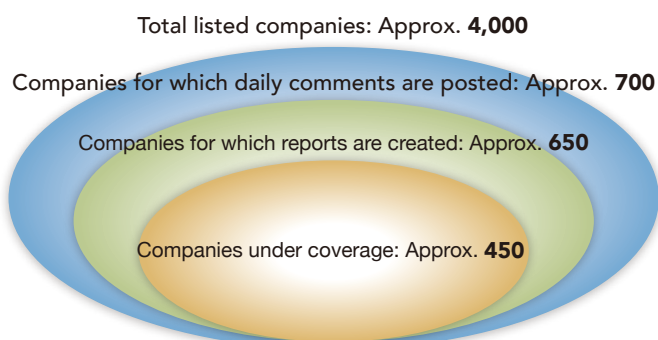 Total listed companies: Approx. 4,000
Companies for which daily comments are posted: Approx. 700
Companies for which reports are created: Approx. 650
Companies under coverage: Approx. 450